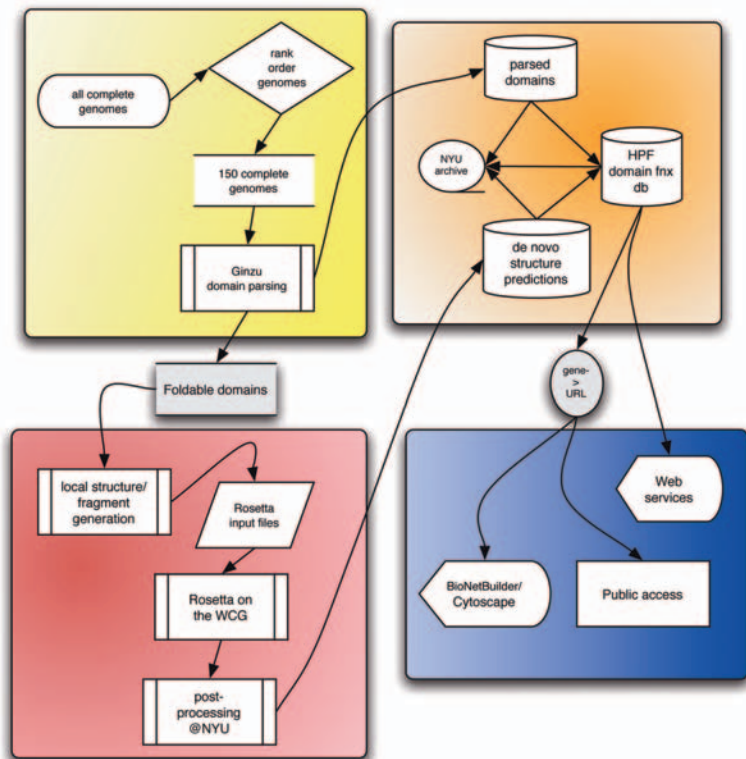 all complete
genomes
rank
order
genomes
150 complete
genomes
Ginzu
domain parsing
parsed
domains
NYU
archive
HPF
domain fnx
db
de novo
structure
predictions
Foldable domains
gene-
>
URL
local structure/
fragment
generation
Rosetta
input files
Rosetta on
the WCG
post-
processing
@NYU
Web
services
BioNetBuilder/
Cytoscape
Public access